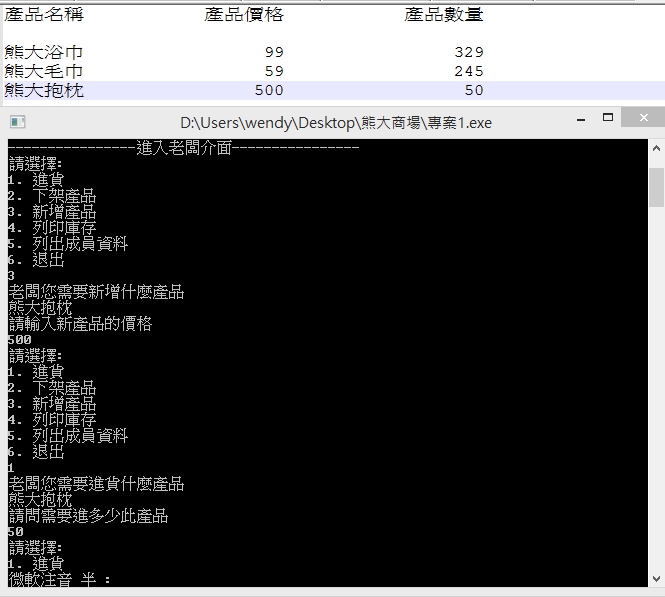 產品名稱 產品價格 產品數量
熊大浴巾 99 329
熊大毛巾 59 245
熊大抱枕 500 50
D:\Users\wendy\Desktop\熊大商場\專案1.exe
----------------進入老闆介面----------------
請選擇:
1. 進貨
2. 下架產品
3. 新增產品
4. 列印庫存
5. 列出成員資料
6. 退出
3
老闆您需要新增什麼產品
熊大抱枕
請輸入新產品的價格
500
請選擇:
1. 進貨
2. 下架產品
3. 新增產品
4. 列印庫存
5. 列出成員資料
6. 退出
1
老闆您需要進貨什麼產品
熊大抱枕
請問需要進多少此產品
50
請選擇:
1. 進貨
微軟注音 半 :